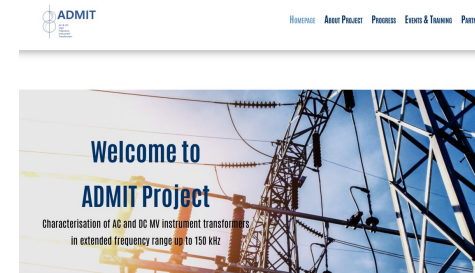 ADMIT
Homepage About Project Progress Events & Training
Welcome to
ADMIT Project
Characterisation of AC and DC MV instrument transformers
in extended frequency range up to 150 kHz